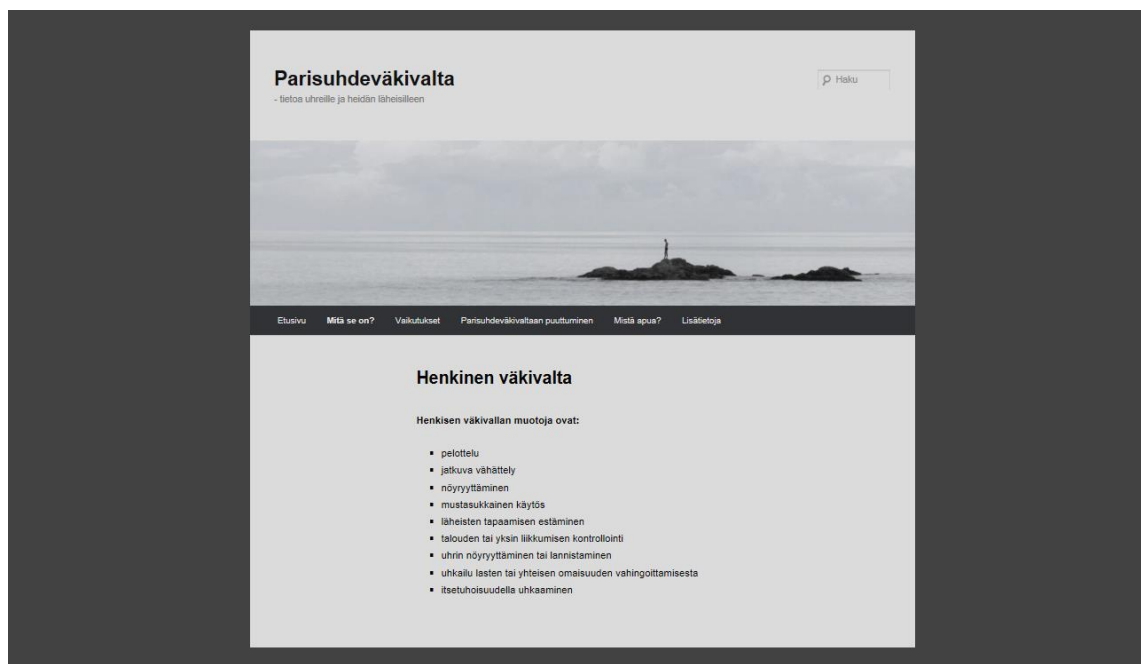 Parisuhdeväkivalta
- tietoa uhreille ja heidän läheisilleen
Haku
Etusivu Mitä se on? Vaikutukset Parisuhdeväkivaltaan puuttuminen Mistä apua? Lisätietoja
Henkinen väkivalta
Henkisen väkivallan muotoja ovat:
pelottelu
jatkuva vähättely
nöyryyttäminen
mustasukkainen käytös
läheisten tapaamisen estäminen
talouden tai yksin liikkumisen kontrollointi
uhrin nöyryyttäminen tai lannistaminen
uhkailu lasten tai yhteisen omaisuuden vahingoittamisesta
itsetuhoisuudella uhkaaminen